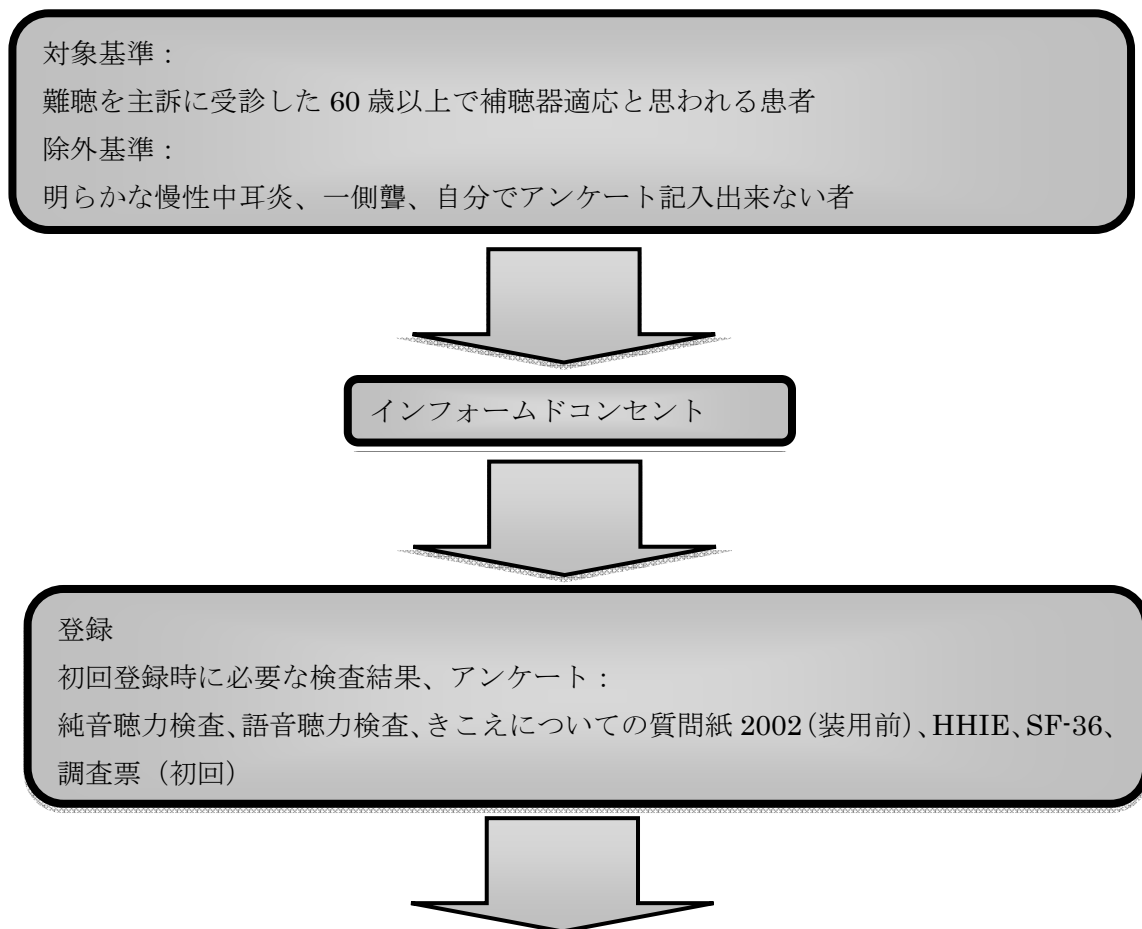 対象基準：
難聴を主訴に受診した 60 歳以上で補聴器適応と思われる患者
除外基準：
明らかな慢性中耳炎、一側聾、自分でアンケート記入出来ない者
インフォームドコンセント
登録
初回登録時に必要な検査結果、アンケート：
純音聴力検査、語音聴力検査、きこえについての質問紙 2002（装用前）、HHIE、SF-36、
調査票（初回）